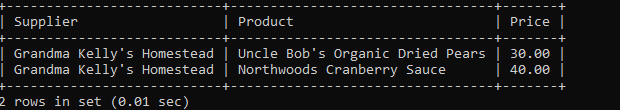 +---------------------------+---------------------------------+-------+
| Supplier | Product | Price |
+---------------------------+---------------------------------+-------+
| Grandma Kelly's Homestead | Uncle Bob's Organic Dried Pears | 30.00 |
| Grandma Kelly's Homestead | Northwoods Cranberry Sauce | 40.00 |
+---------------------------+---------------------------------+-------+
2 rows in set (0.01 sec)